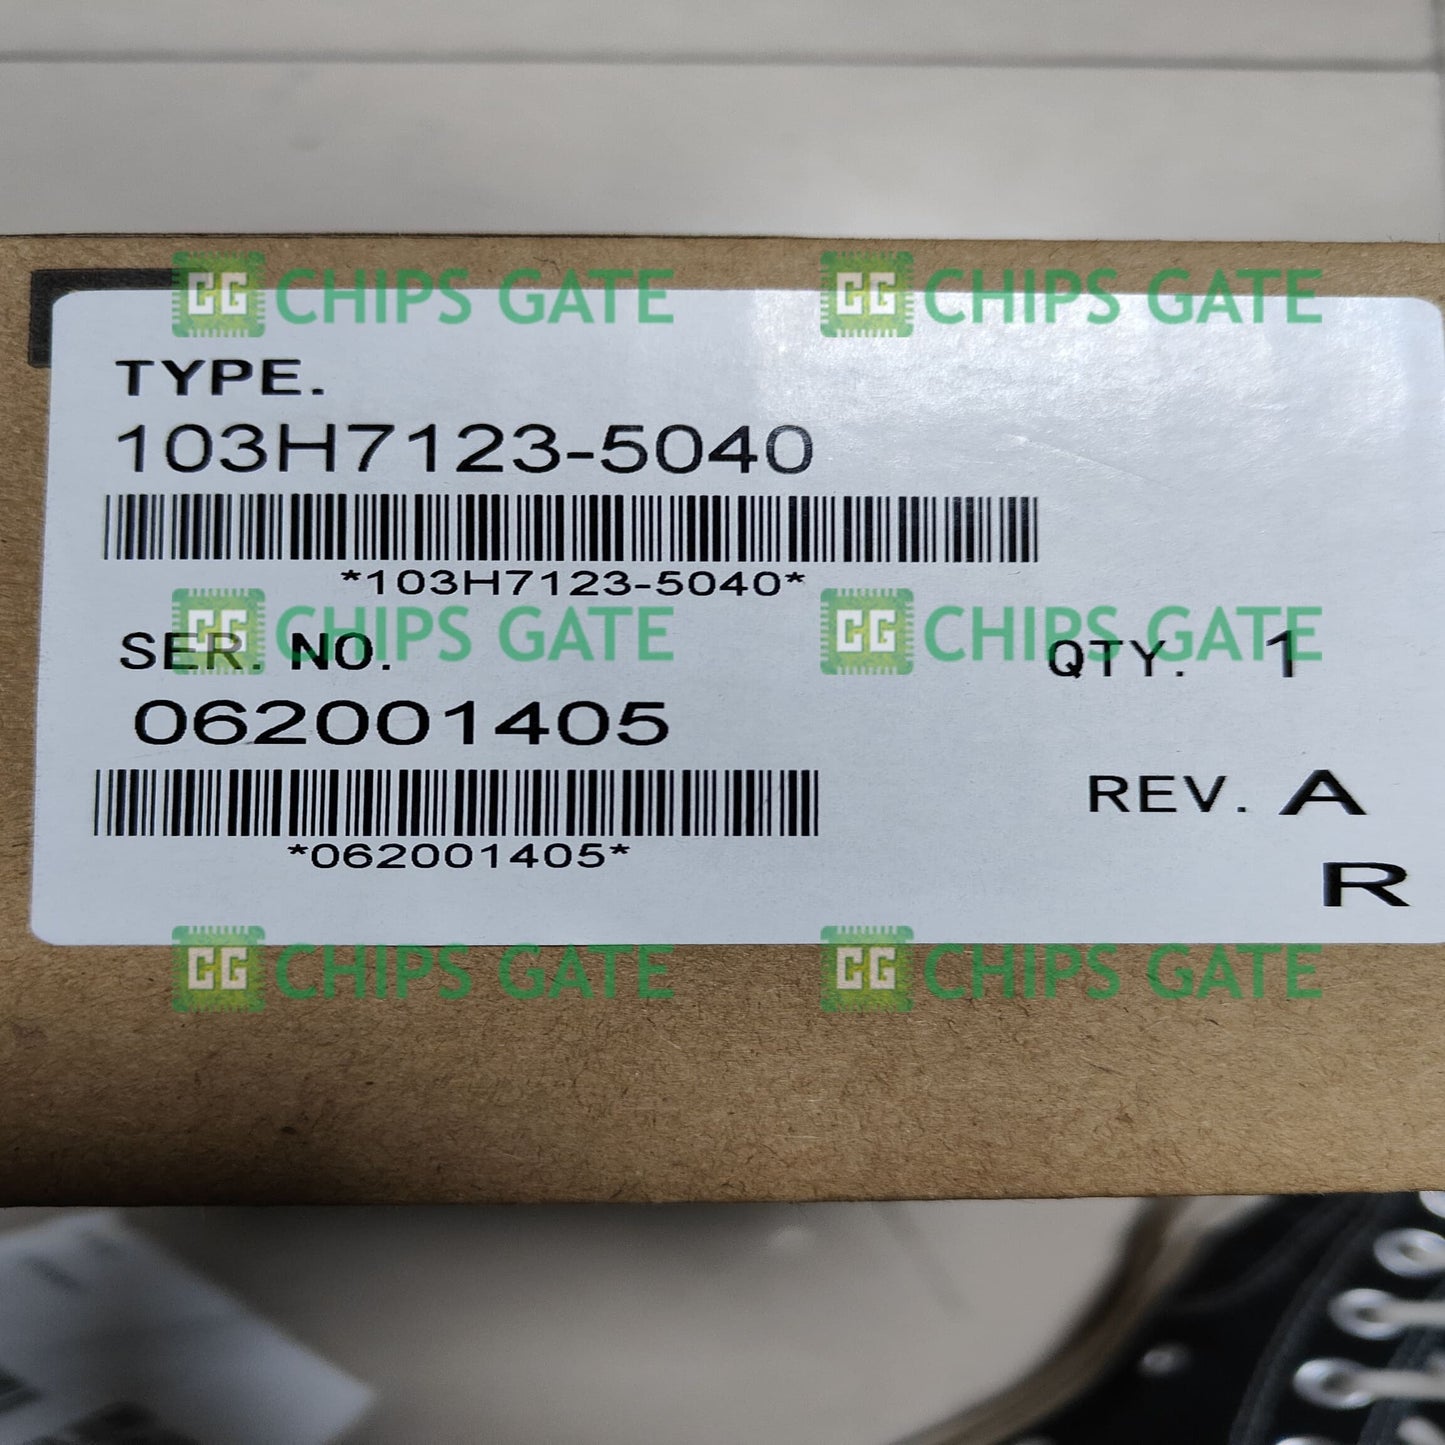 CG CHIPS GATE CG CHIPS GATE
TYPE.
103H7123-5040
*103H7123-5040*
CG CHIPS GATE CG CHIPS GATE
SER. NO. QTY. 1
062001405
REV. A
*062001405*
R
CG CHIPS GATE CG CHIPS GATE